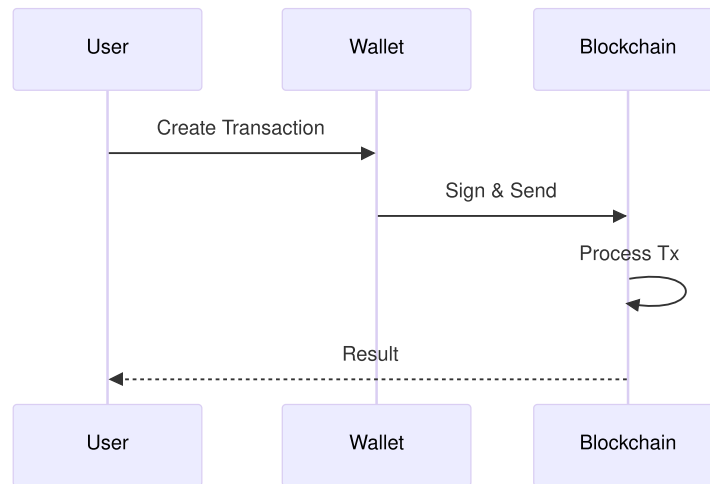 User
Wallet
Blockchain
Create Transaction
Sign & Send
Process Tx
Result
User
Wallet
Blockchain